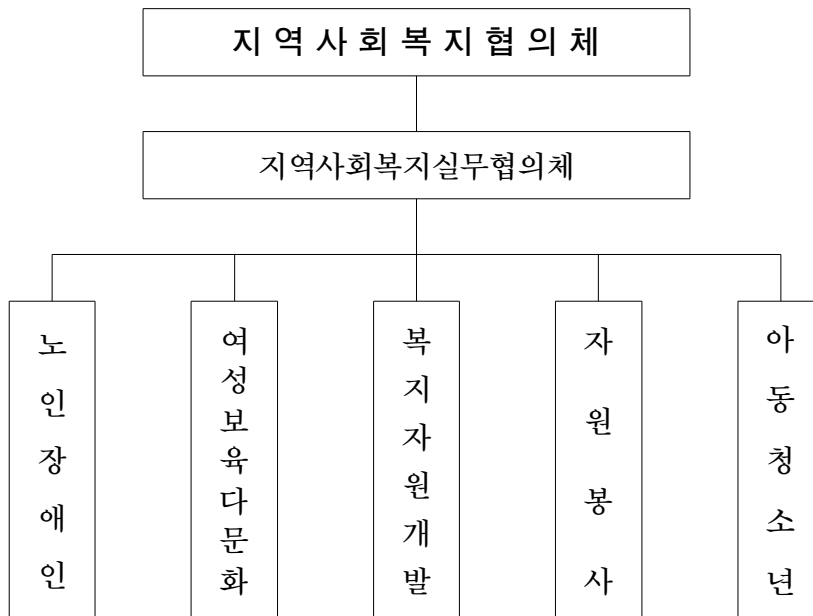 지역사회복지협의체
지역사회복지실무협의체
노인장애인
여성보육다문화
복지자원개발
자원봉사
아동청소년